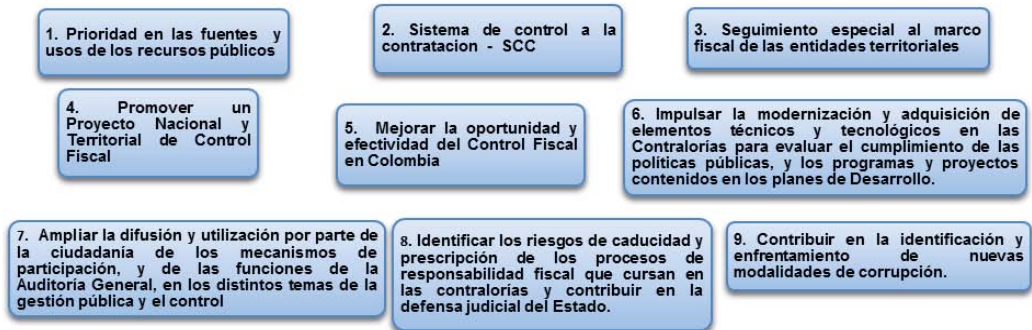 1. Prioridad en las fuentes y
usos de los recursos públicos
2. Sistema de control a la
contratacion - SCC
3. Seguimiento especial al marco
fiscal de las entidades territoriales
4. Promover un
Proyecto Nacional y
Territorial de Control
Fiscal
5. Mejorar la oportunidad y
efectividad del Control Fiscal
en Colombia
6. Impulsar la modernización y adquisición de
elementos técnicos y tecnológicos en las
Contralorías para evaluar el cumplimiento de las
políticas públicas, y los programas y proyectos
contenidos en los planes de Desarrollo.
7. Ampliar la difusión y utilización por parte de
la ciudadanía de los mecanismos de
participación, y de las funciones de la
Auditoría General, en los distintos temas de la
gestión pública y el control
8. Identificar los riesgos de caducidad y
prescripción de los procesos de
responsabilidad fiscal que cursan en
las contralorías y contribuir en la
defensa judicial del Estado.
9. Contribuir en la identificación y
enfrentamiento de nuevas
modalidades de corrupción.